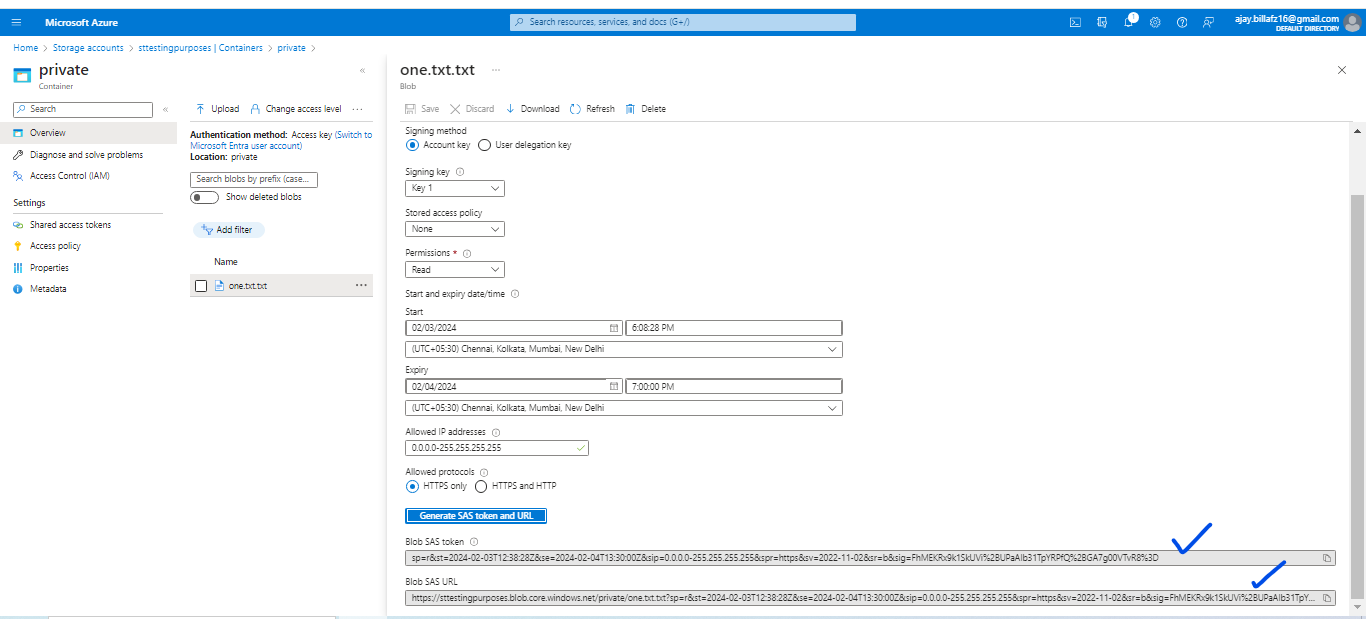 Microsoft Azure
Search resources, services, and docs (G+/)
1
ajay.billafz16@gmail.com
DEFAULT DIRECTORY
Home > Storage accounts > sttestingpurposes | Containers > private >
private
Container
Search
Overview
Diagnose and solve problems
Access Control (IAM)
Settings
Shared access tokens
Access policy
Properties
Metadata
Upload Change access level ...
Authentication method: Access key (Switch to
Microsoft Entra user account)
Location: private
Search blobs by prefix (case...
Show deleted blobs
Add filter
Name
one.txt.txt
one.txt.txt ...
Blob
Save Discard Download Refresh Delete
Signing method
Account key User delegation key
Signing key
Key 1
Stored access policy
None
Permissions *
Read
Start and expiry date/time
Start
02/03/2024 6:08:28 PM
(UTC+05:30) Chennai, Kolkata, Mumbai, New Delhi
Expiry
02/04/2024 7:00:00 PM
(UTC+05:30) Chennai, Kolkata, Mumbai, New Delhi
Allowed IP addresses
0.0.0.0-255.255.255.255
Allowed protocols
HTTPS only HTTPS and HTTP
Generate SAS token and URL
Blob SAS token
sp=r&st=2024-02-03T12:38:28Z&se=2024-02-04T13:30:00Z&sip=0.0.0.0-255.255.255.255&spr=https&sv=2022-11-02&sr=b&sig=FhMEKRx9k1SkUVi%2BUPaAIb31TpYRPfQ%2BGA7g00VTvR8%3D
Blob SAS URL
https://sttestingpurposes.blob.core.windows.net/private/one.txt.txt?sp=r&st=2024-02-03T12:38:28Z&se=2024-02-04T13:30:00Z&sip=0.0.0.0-255.255.255.255&spr=https&sv=2022-11-02&sr=b&sig=FhMEKRx9k1SkUVi%2BUPaAIb31TpY...